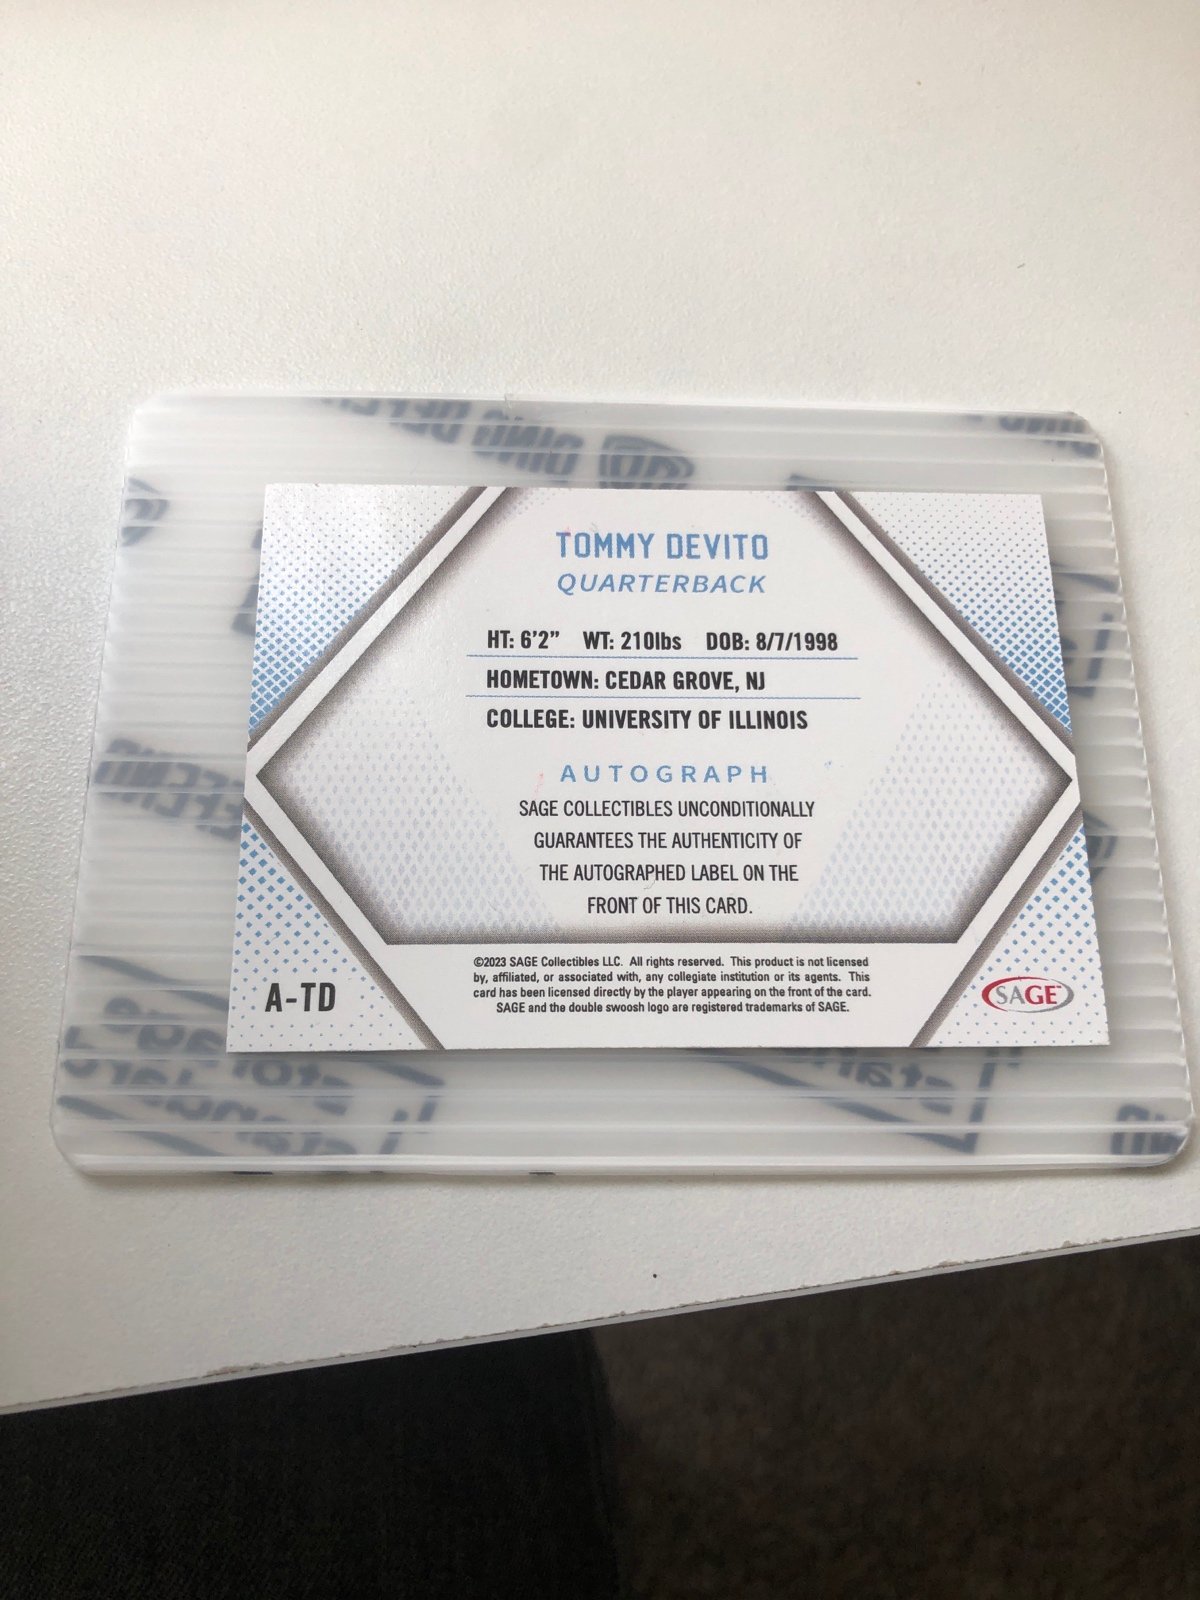 DING DEFEN
TOMMY DEVITO
QUARTERBACK
HT: 6'2" WT: 210lbs DOB: 8/7/1998
HOMETOWN: CEDAR GROVE, NJ
COLLEGE: UNIVERSITY OF ILLINOIS
AUTOGRAPH
SAGE COLLECTIBLES UNCONDITIONALLY
GUARANTEES THE AUTHENTICITY OF
THE AUTOGRAPHED LABEL ON THE
FRONT OF THIS CARD.
©2023 SAGE Collectibles LLC. All rights reserved. This product is not licensed
by, affiliated, or associated with, any collegiate institution or its agents. This
card has been licensed directly by the player appearing on the front of the card.
SAGE and the double swoosh logo are registered trademarks of SAGE.
A-TD
SAGE